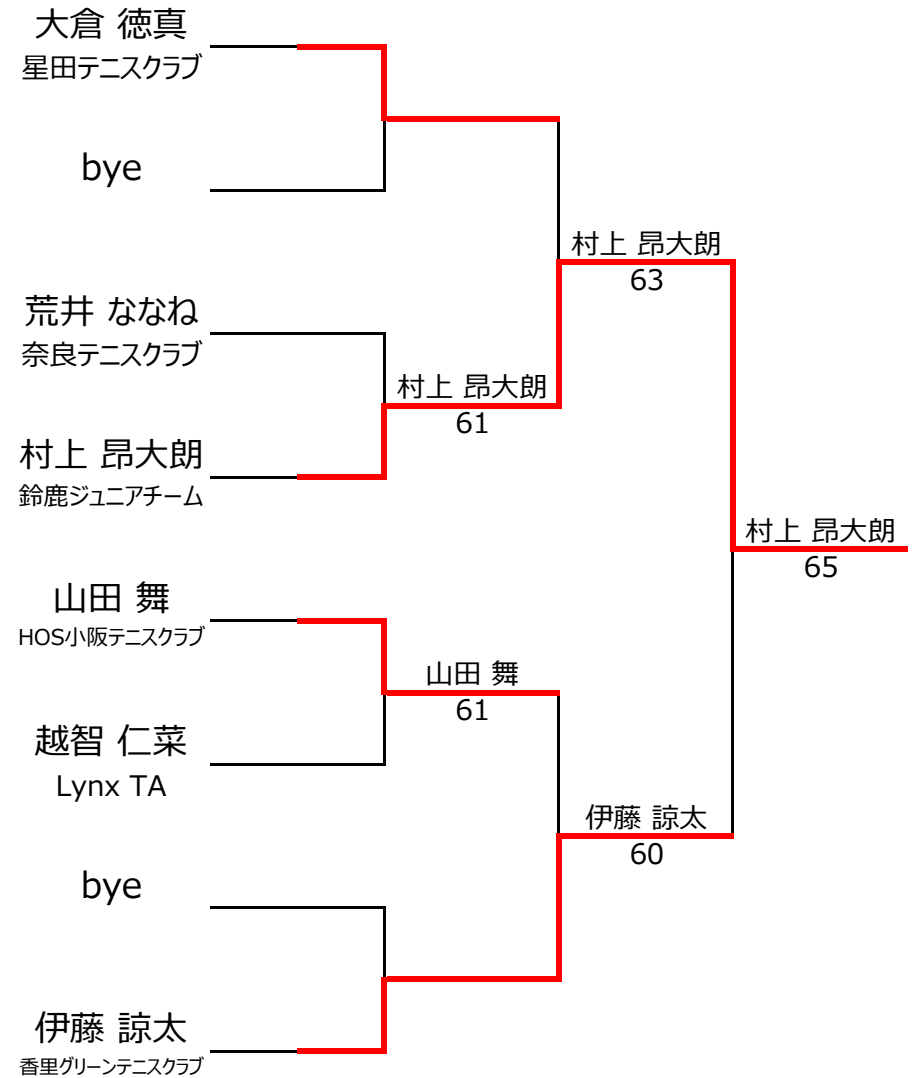 大倉 徳真
星田テニスクラブ
bye
村上 昂大朗
63
荒井 ななね
奈良テニスクラブ
村上 昂大朗
61
村上 昂大朗
鈴鹿ジュニアチーム
村上 昂大朗
65
山田 舞
HOS小阪テニスクラブ
山田 舞
61
越智 仁菜
Lynx TA
伊藤 諒太
60
bye
伊藤 諒太
香里グリーンテニスクラブ